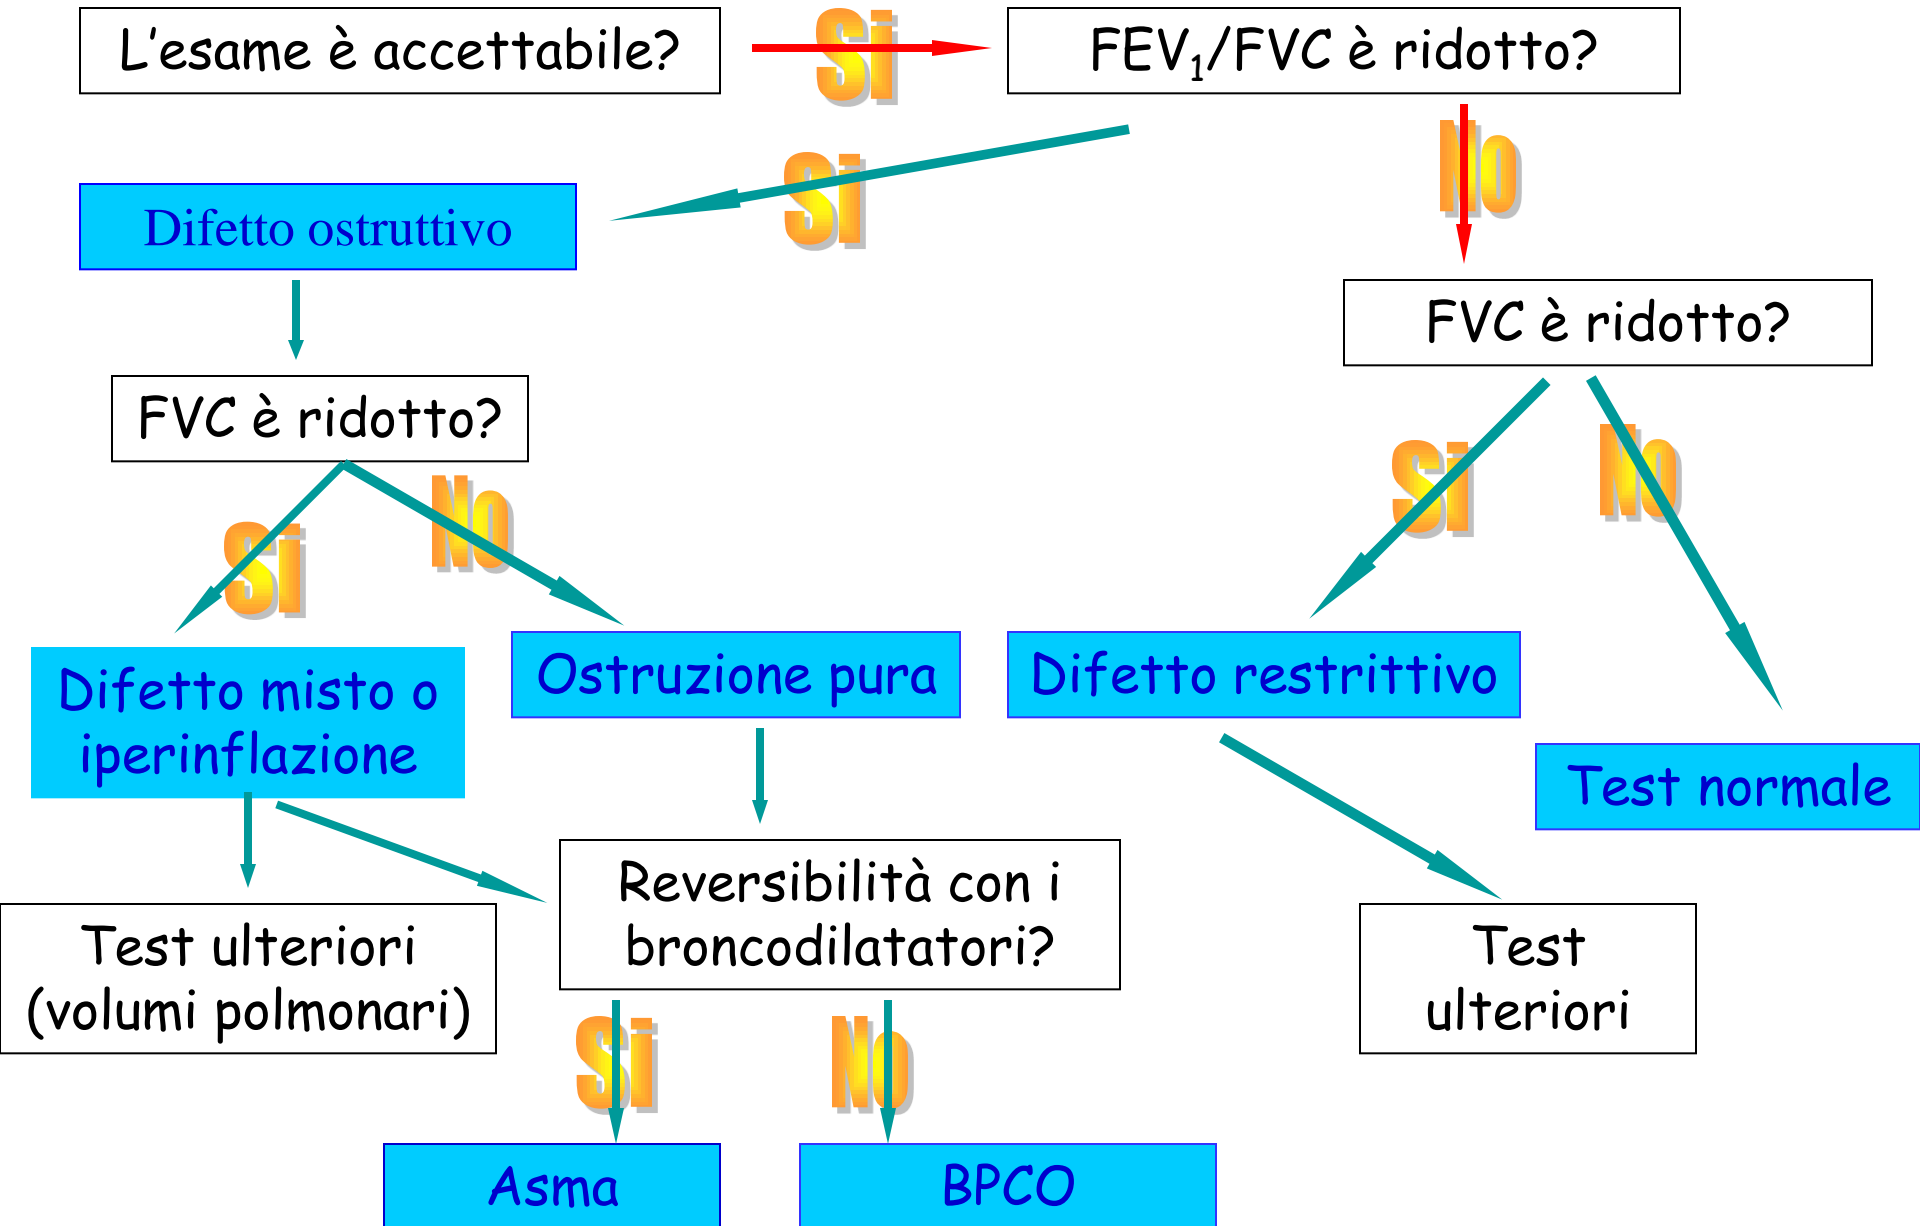 L'esame è accettabile?
Si
FEV1/FVC è ridotto?
Si
No
Difetto ostruttivo
FVC è ridotto?
FVC è ridotto?
Si
No
Si
No
Difetto misto o
iperinflazione
Ostruzione pura
Difetto restrittivo
Test normale
Reversibilità con i
broncodilatatori?
Test ulteriori
(volumi polmonari)
Test
ulteriori
Si
No
Asma
BPCO